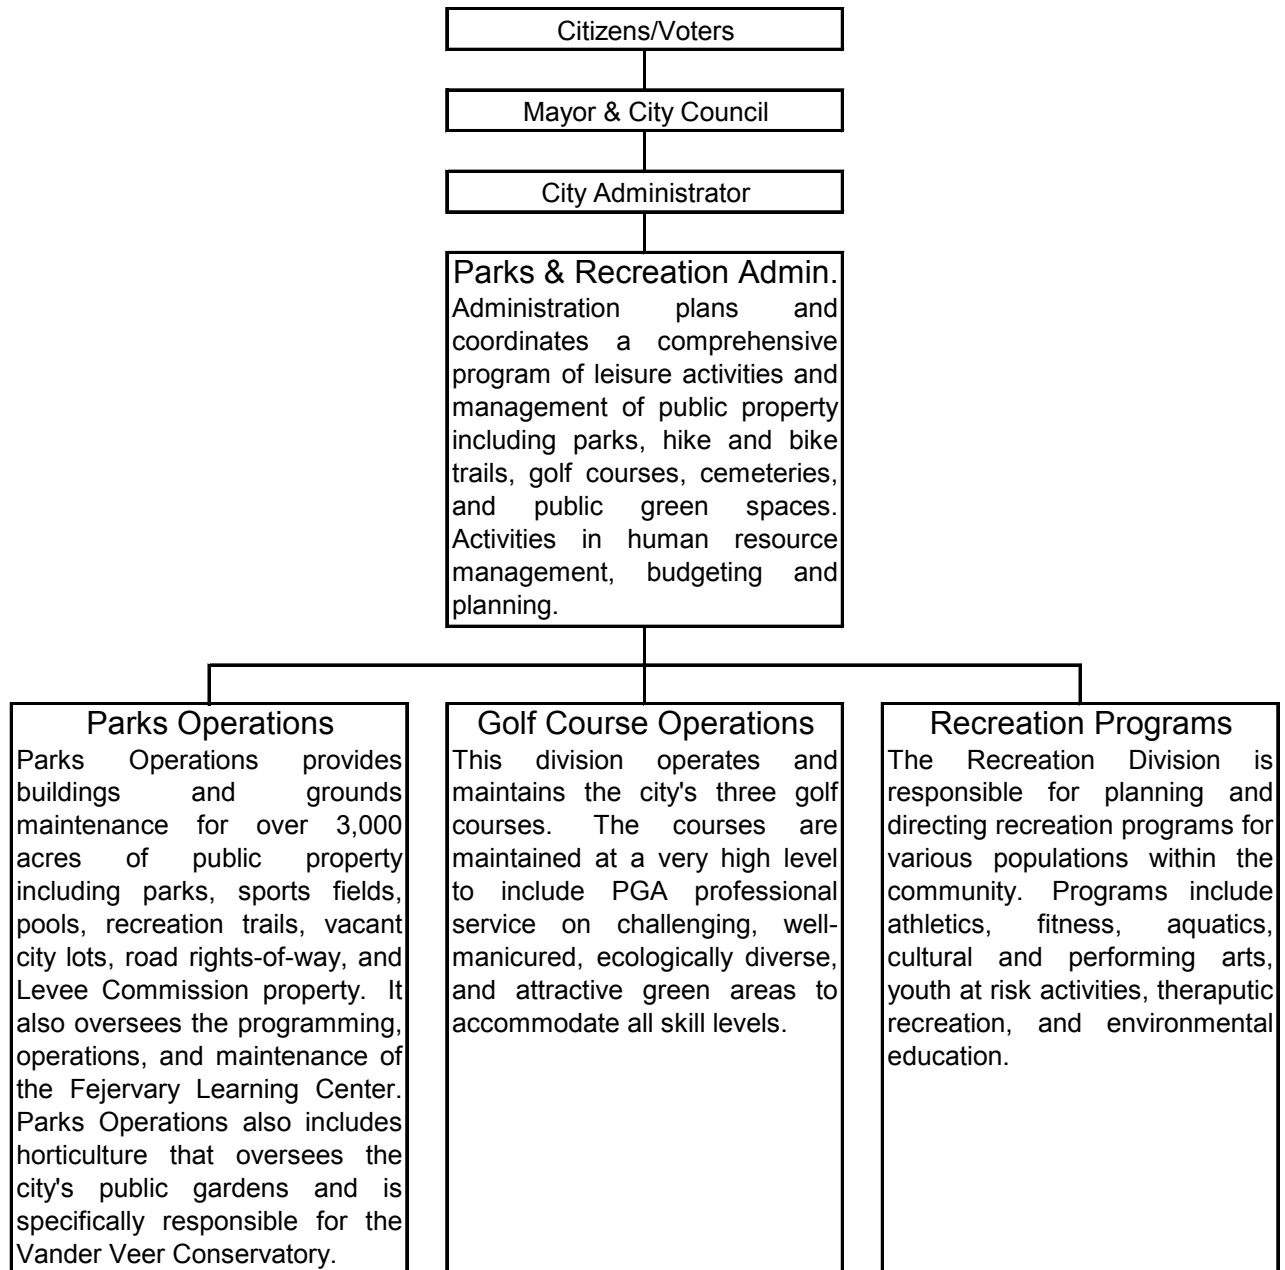 Citizens/Voters
Mayor & City Council
City Administrator
Parks & Recreation Admin.
Administration plans and
coordinates a comprehensive
program of leisure activities and
management of public property
including parks, hike and bike
trails, golf courses, cemeteries,
and public green spaces.
Activities in human resource
management, budgeting and
planning.
Parks Operations
Parks Operations provides
buildings and grounds
maintenance for over 3,000
acres of public property
including parks, sports fields,
pools, recreation trails, vacant
city lots, road rights-of-way, and
Levee Commission property. It
also oversees the programming,
operations, and maintenance of
the Fejervary Learning Center.
Parks Operations also includes
horticulture that oversees the
city's public gardens and is
specifically responsible for the
Vander Veer Conservatory.
Golf Course Operations
This division operates and
maintains the city's three golf
courses. The courses are
maintained at a very high level
to include PGA professional
service on challenging, well-
manicured, ecologically diverse,
and attractive green areas to
accommodate all skill levels.
Recreation Programs
The Recreation Division is
responsible for planning and
directing recreation programs for
various populations within the
community. Programs include
athletics, fitness, aquatics,
cultural and performing arts,
youth at risk activities, theraputic
recreation, and environmental
education.